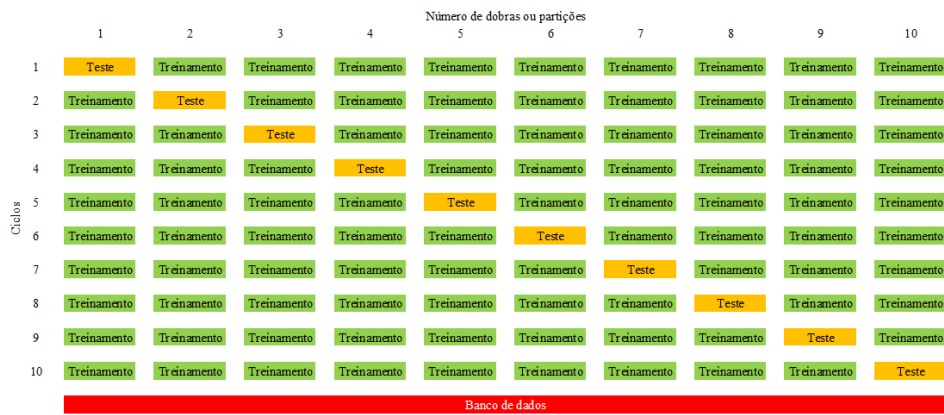 Número de dobras ou partições
1 2 3 4 5 6 7 8 9 10
Ciclos
1 Teste Treinamento Treinamento Treinamento Treinamento Treinamento Treinamento Treinamento Treinamento Treinamento
2 Treinamento Teste Treinamento Treinamento Treinamento Treinamento Treinamento Treinamento Treinamento Treinamento
3 Treinamento Treinamento Teste Treinamento Treinamento Treinamento Treinamento Treinamento Treinamento Treinamento
4 Treinamento Treinamento Treinamento Teste Treinamento Treinamento Treinamento Treinamento Treinamento Treinamento
5 Treinamento Treinamento Treinamento Treinamento Teste Treinamento Treinamento Treinamento Treinamento Treinamento
6 Treinamento Treinamento Treinamento Treinamento Treinamento Teste Treinamento Treinamento Treinamento Treinamento
7 Treinamento Treinamento Treinamento Treinamento Treinamento Treinamento Teste Treinamento Treinamento Treinamento
8 Treinamento Treinamento Treinamento Treinamento Treinamento Treinamento Treinamento Teste Treinamento Treinamento
9 Treinamento Treinamento Treinamento Treinamento Treinamento Treinamento Treinamento Treinamento Teste Treinamento
10 Treinamento Treinamento Treinamento Treinamento Treinamento Treinamento Treinamento Treinamento Treinamento Teste
Banco de dados